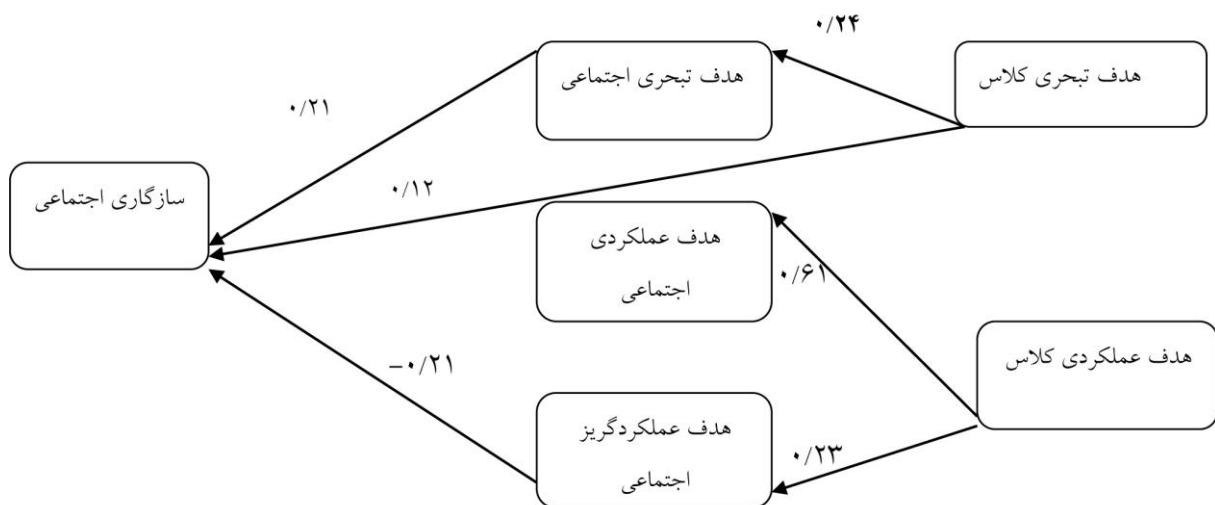 ۰/۲۴
هدف تبحری کلاس
هدف تبحری اجتماعی
۰/۲۱
۰/۱۲
سازگاری اجتماعی
هدف عملکردی
اجتماعی
۰/۶۱
هدف عملکردی کلاس
−۰/۲۱
هدف عملکردگریز
اجتماعی
۰/۲۳